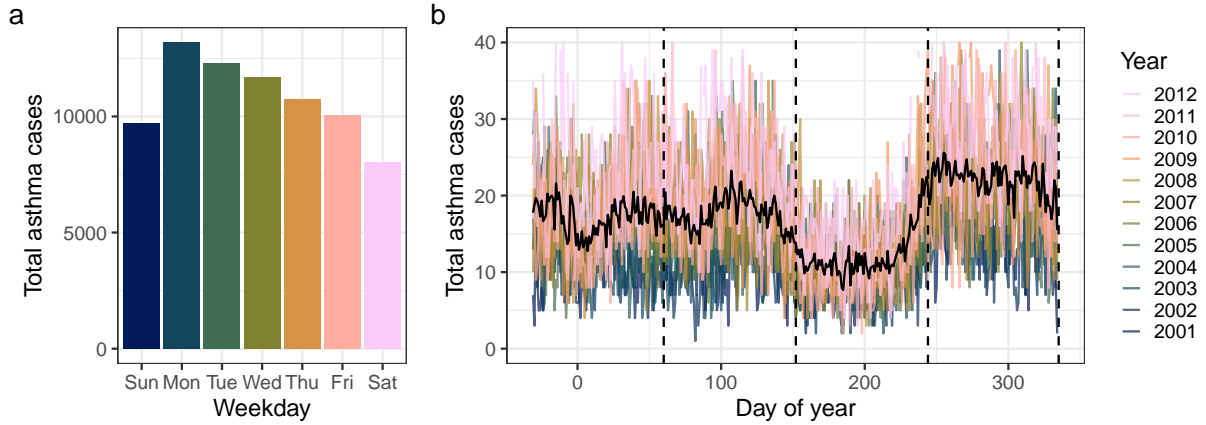 a
Total asthma cases
10000
5000
0
Sun Mon Tue Wed Thu Fri Sat
Weekday
b
Total asthma cases
40
30
20
10
0
0 100 200 300
Day of year
Year
2012
2011
2010
2009
2008
2007
2006
2005
2004
2003
2002
2001